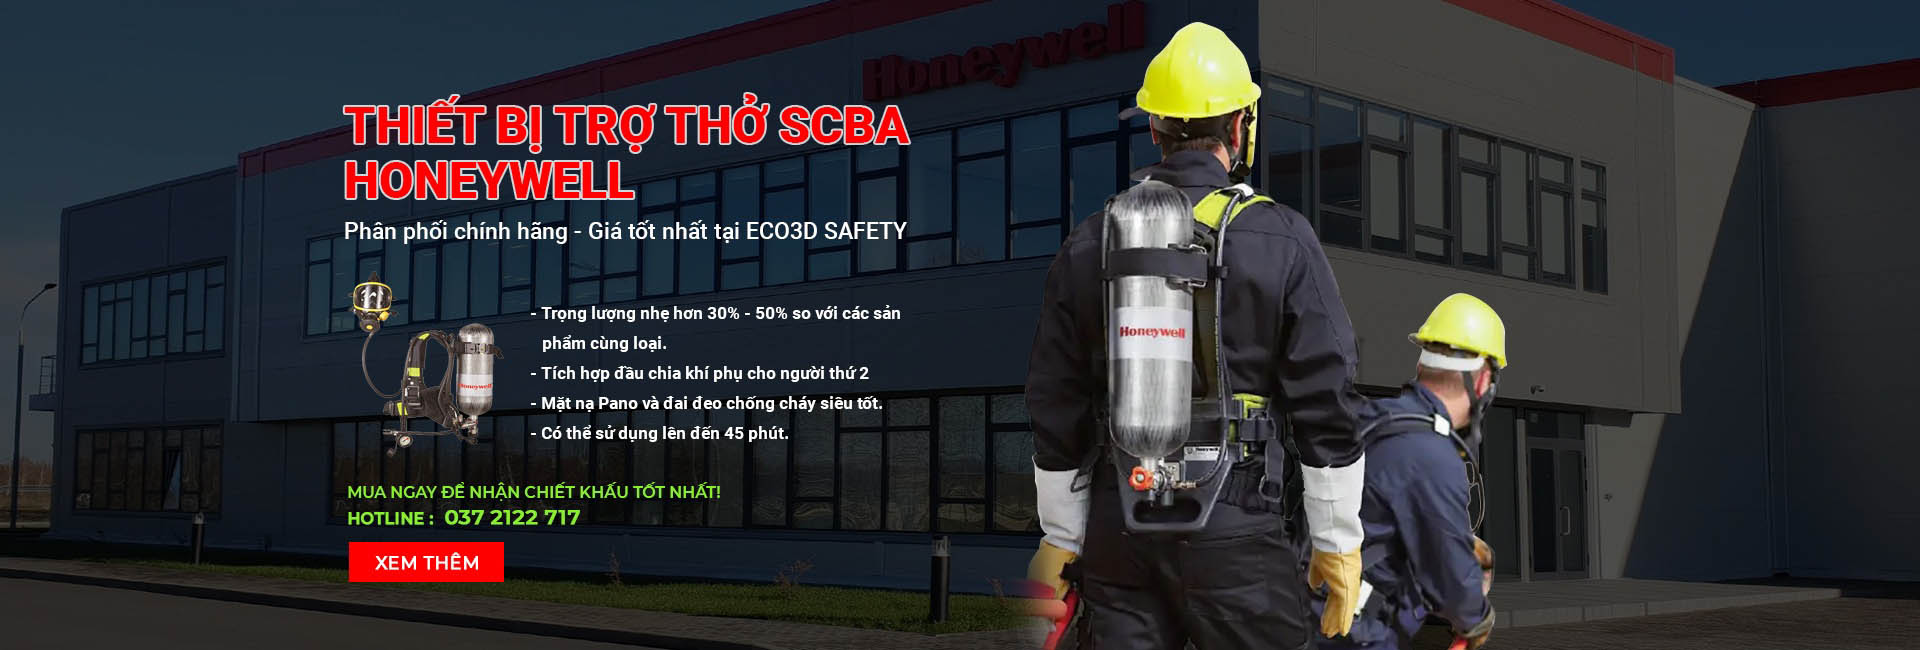 Honeywell
THIẾT BỊ TRỢ THỞ SCBA
HONEYWELL
Phân phối chính hãng - Giá tốt nhất tại ECO3D SAFETY
- Trọng lượng nhẹ hơn 30% - 50% so với các sản
phẩm cùng loại.
- Tích hợp đầu chia khí phụ cho người thứ 2
- Mặt nạ Pano và đai đeo chống cháy siêu tốt.
- Có thể sử dụng lên đến 45 phút.
Honeywell
Honeywell
Honeywell
MUA NGAY ĐỂ NHẬN CHIẾT KHẤU TỐT NHẤT!
HOTLINE : 037 2122 717
XEM THÊM